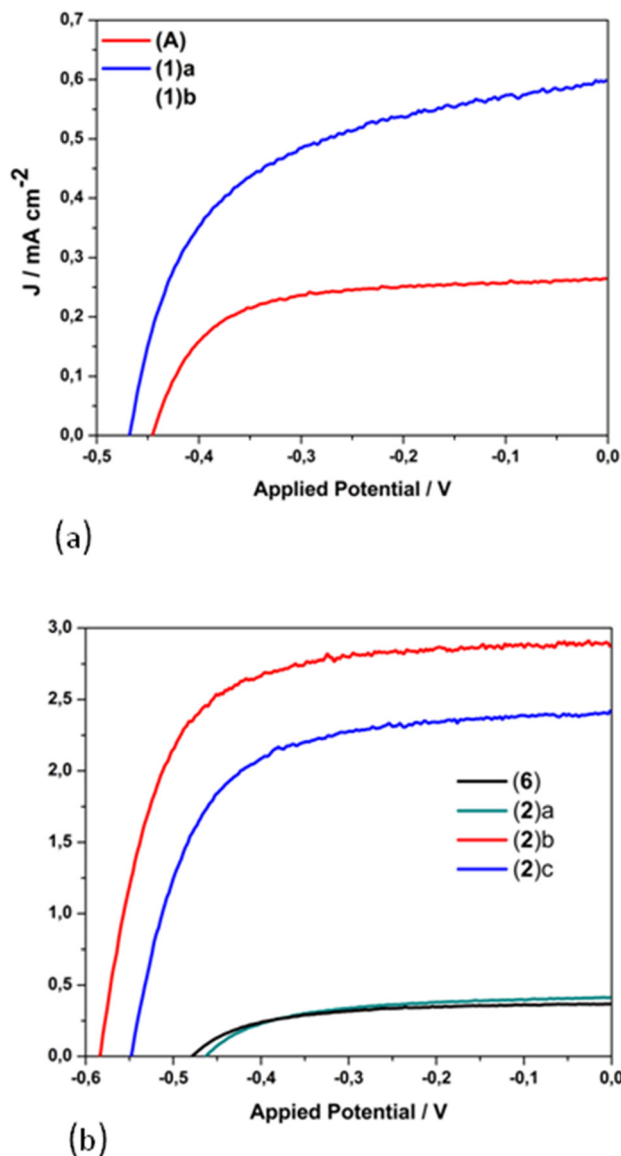 0,7
0,6
0,5
0,4
0,3
0,2
0,1
0,0
J / mA cm-2
(A)
(1)a
(1)b
-0,5 -0,4 -0,3 -0,2 -0,1 0,0
Applied Potential / V
(a)
3,0
2,5
2,0
1,5
1,0
0,5
0,0
(6)
(2)a
(2)b
(2)c
-0,6 -0,5 -0,4 -0,3 -0,2 -0,1 0,0
Appied Potential / V
(b)